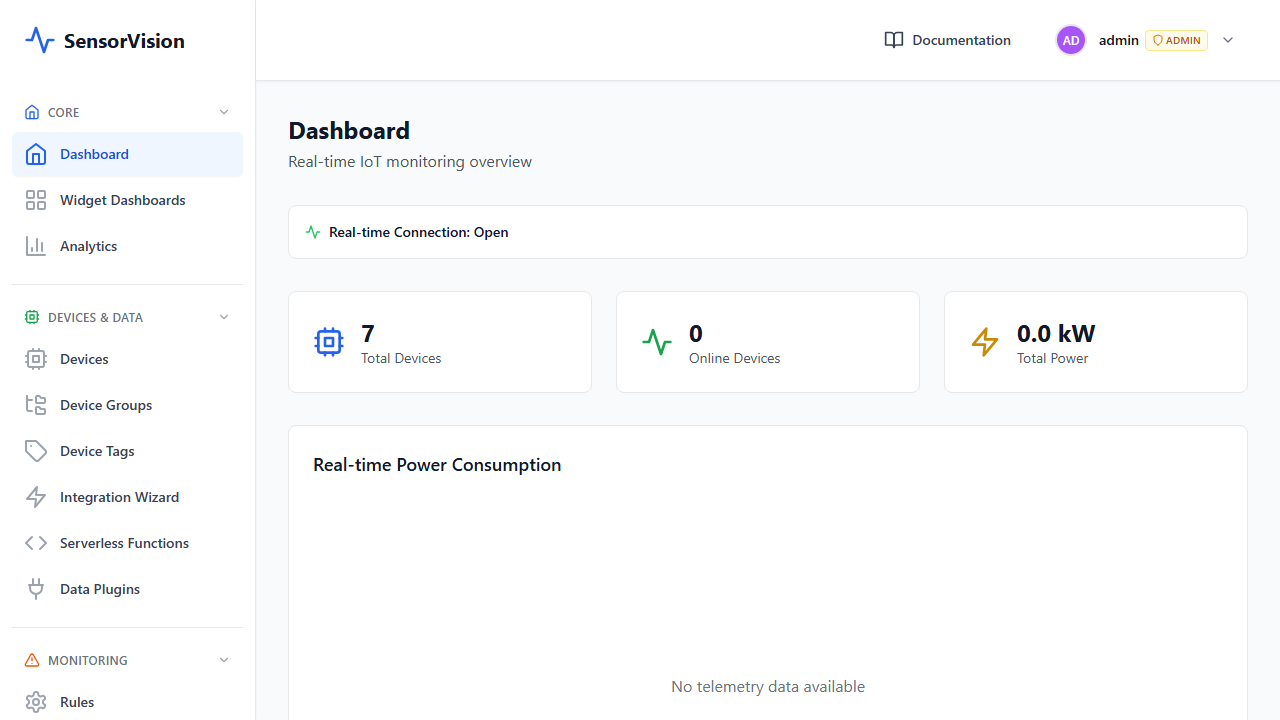 SensorVision
Documentation
AD
admin
ADMIN
CORE
Dashboard
Widget Dashboards
Analytics
DEVICES & DATA
Devices
Device Groups
Device Tags
Integration Wizard
Serverless Functions
Data Plugins
MONITORING
Rules
Dashboard
Real-time IoT monitoring overview
Real-time Connection: Open
7
Total Devices
0
Online Devices
0.0 kW
Total Power
Real-time Power Consumption
No telemetry data available